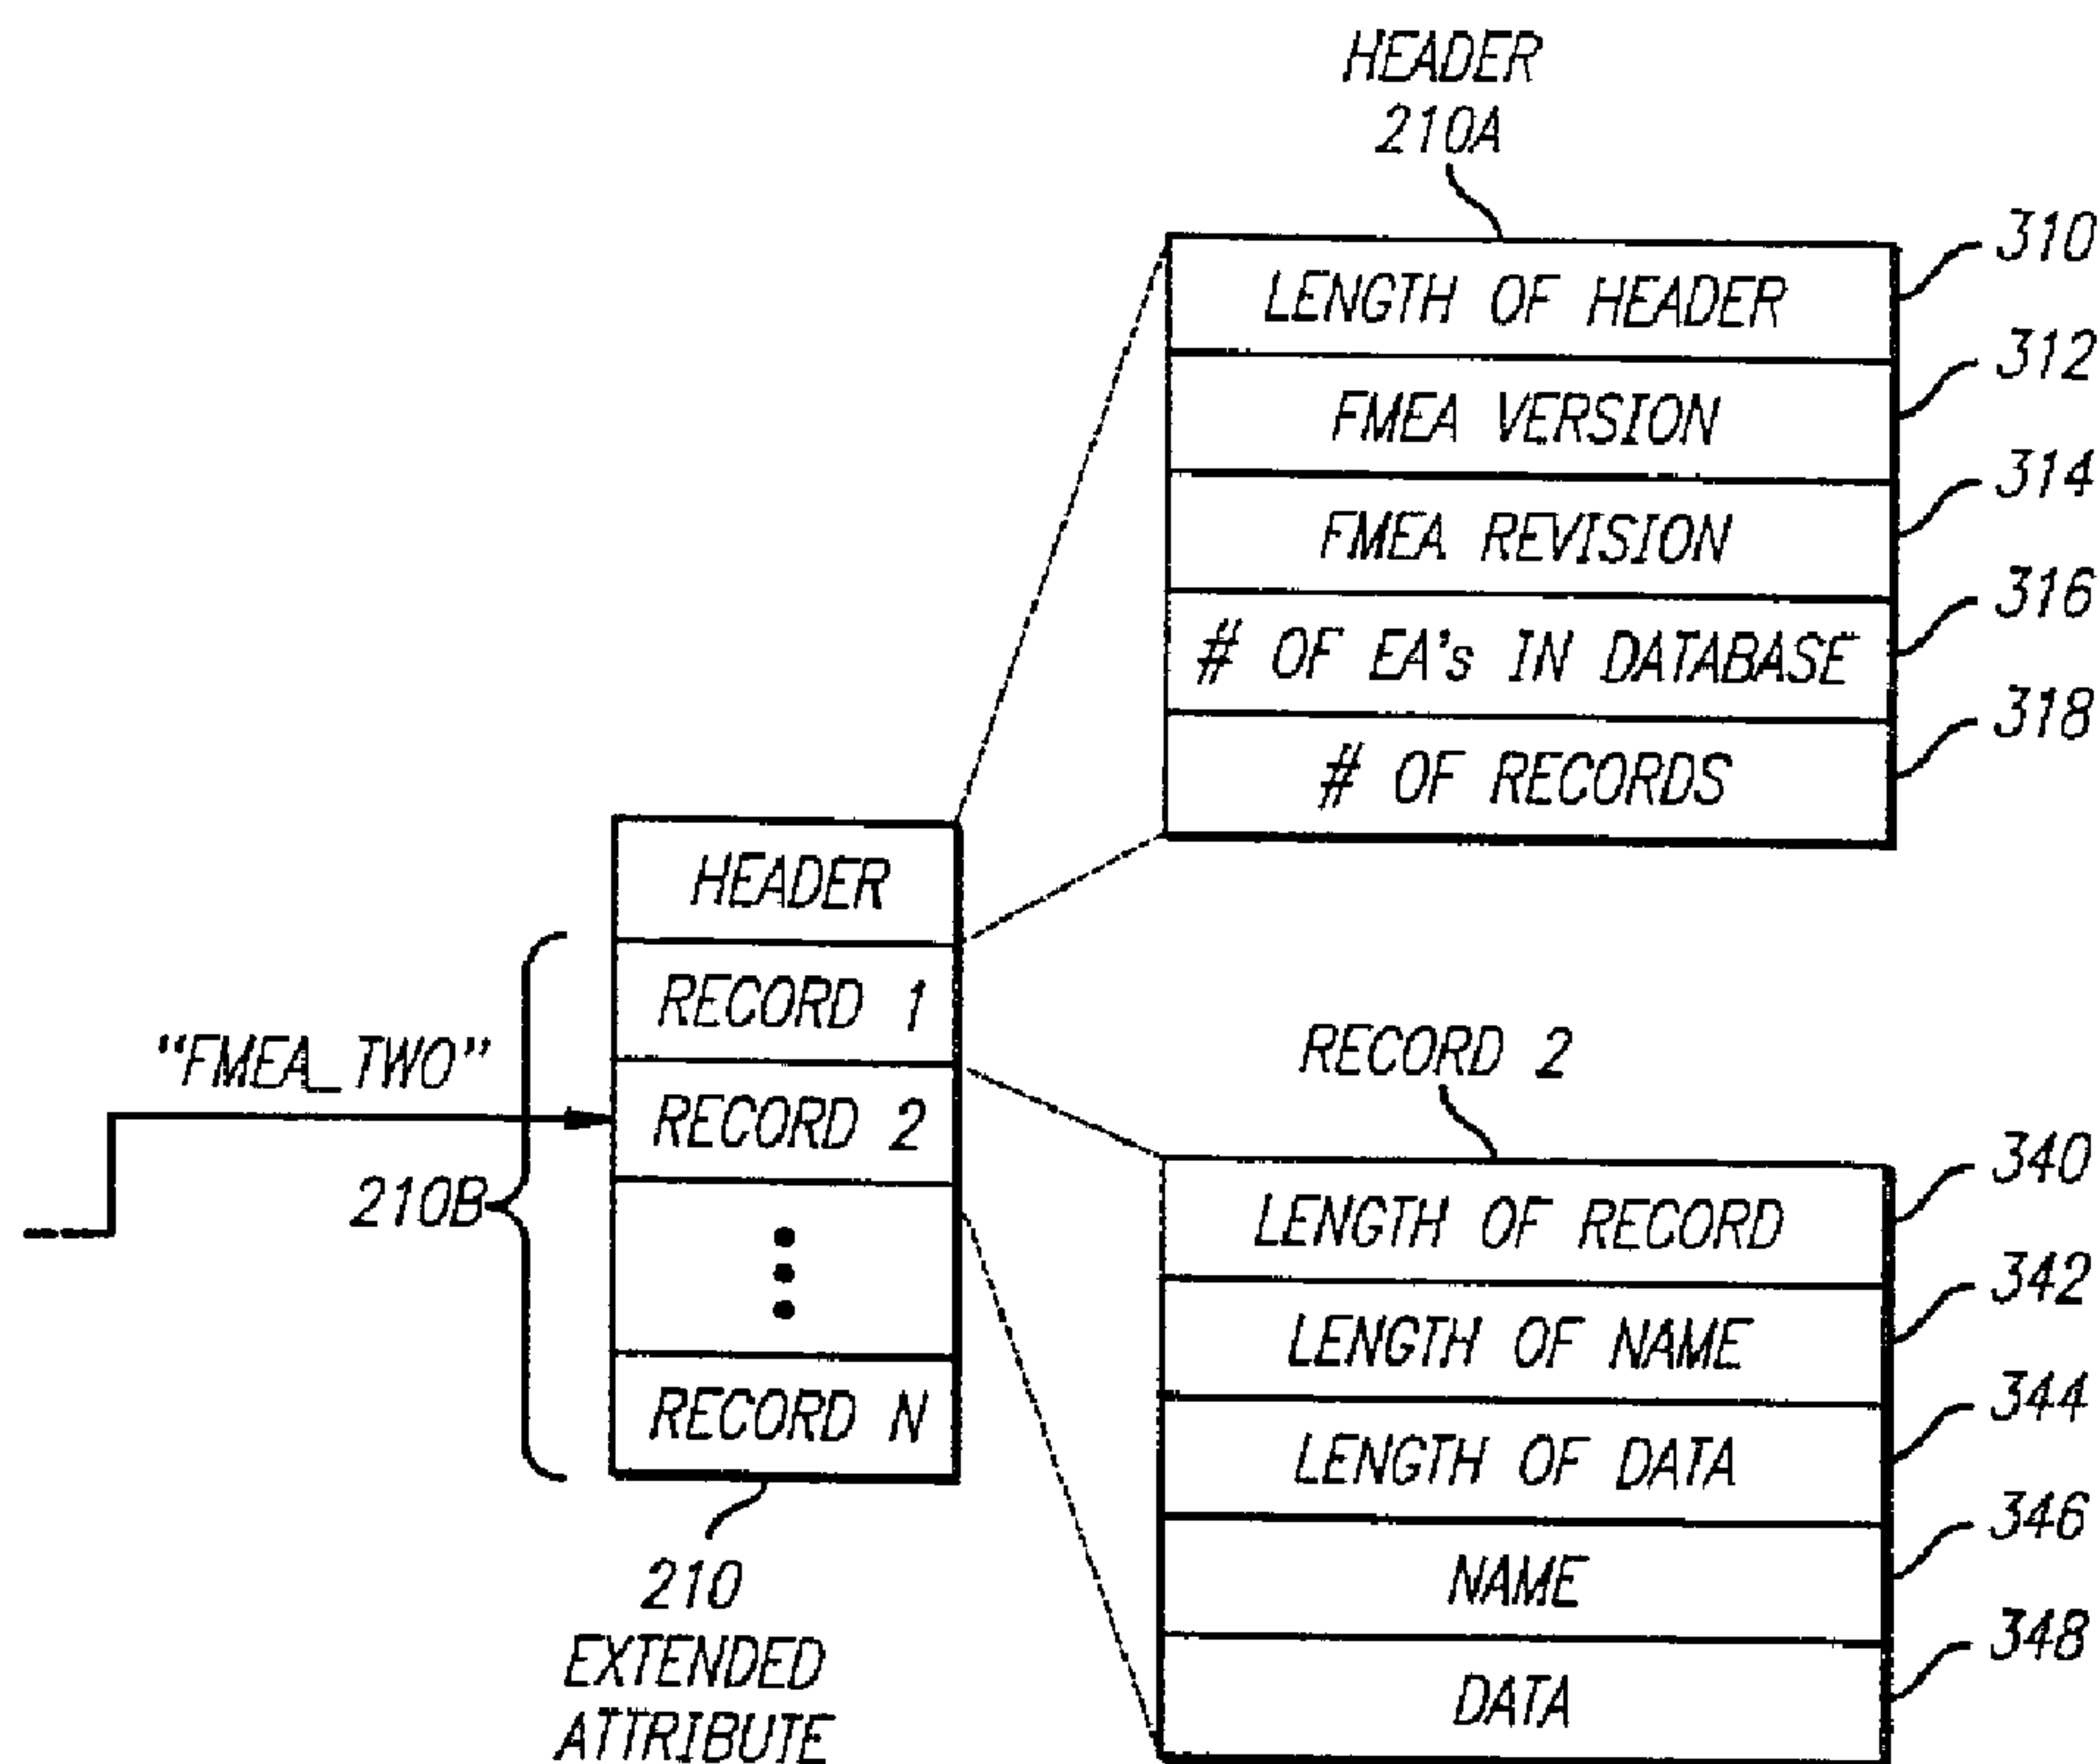 HEADER
210A
LENGTH OF HEADER
310
FMEA VERSION
312
FMEA REVISION
314
# OF EA's IN DATABASE
316
# OF RECORDS
318
HEADER
RECORD 1
"FMEA_TWO"
RECORD 2
210B
RECORD N
210
EXTENDED
ATTRIBUTE
RECORD 2
LENGTH OF RECORD
340
LENGTH OF NAME
342
LENGTH OF DATA
344
NAME
346
DATA
348